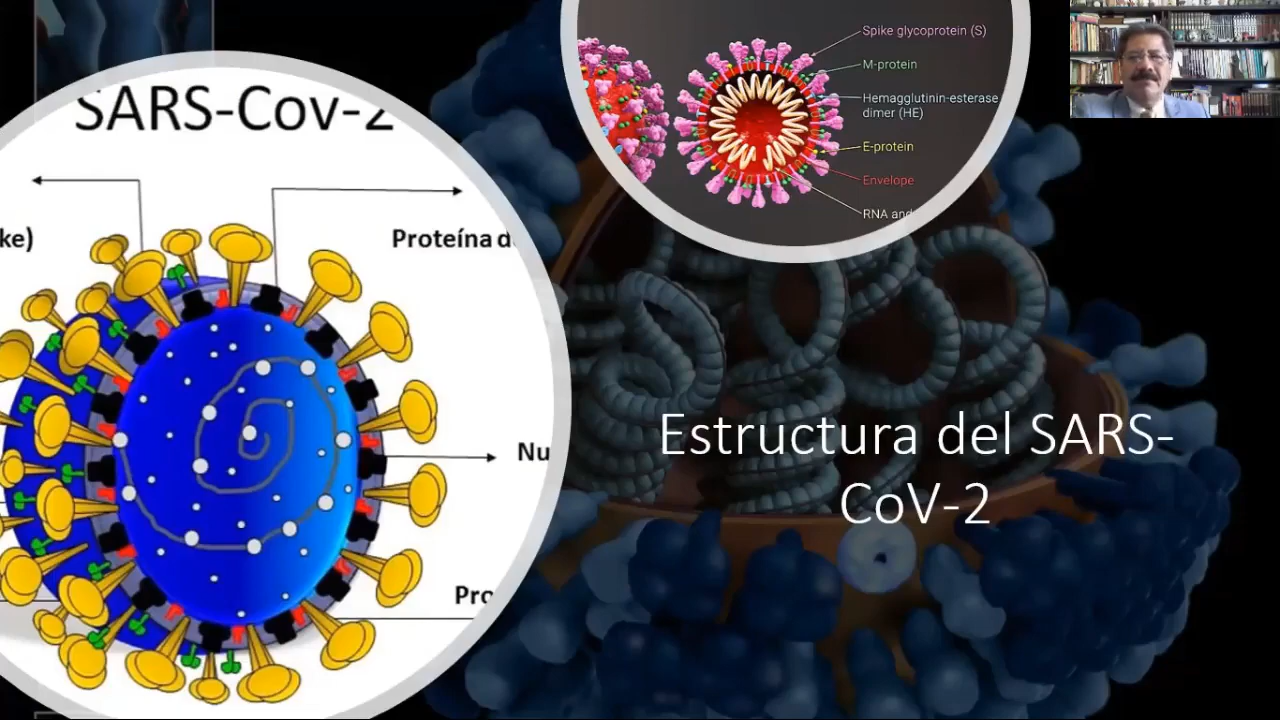 SARS-Cov-2
ke)
Proteína d
Nu
Pro
Spike glycoprotein (S)
M-protein
Hemagglutinin-esterase
dimer (HE)
E-protein
Envelope
RNA and
Estructura del SARS-
CoV-2